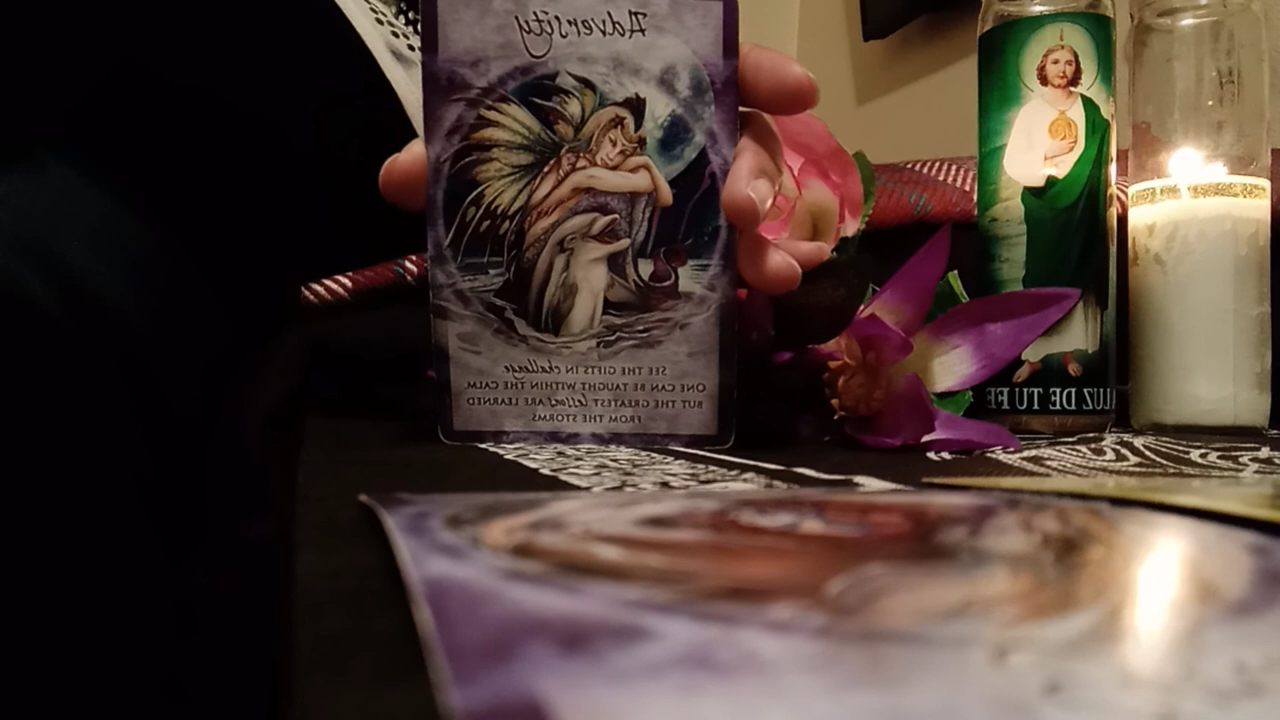 Adversity
SEE THE GIFTS IN challenge
ONE CAN BE TAUGHT WITHIN THE CALM.
BUT THE GREATEST lessons ARE LEARNED
FROM THE STORMS.
LUZ DE TU FE